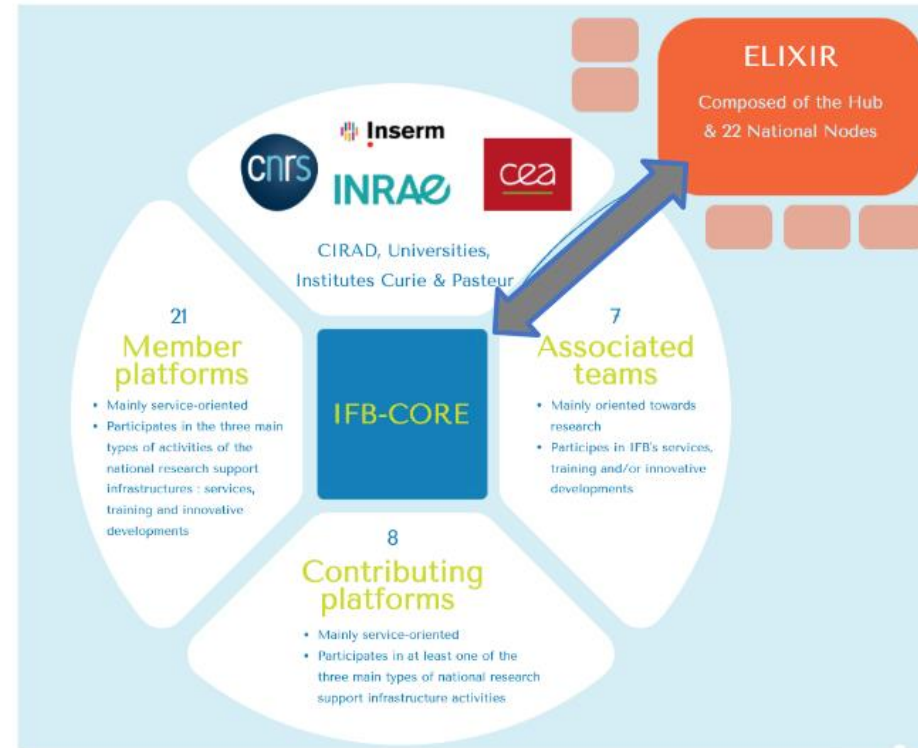 ELIXIR
Composed of the Hub
& 22 National Nodes
cnrs
Inserm
INRAE
cea
CIRAD, Universities,
Institutes Curie & Pasteur
21
Member
platforms
• Mainly service-oriented
• Participates in the three main
types of activities of the
national research support
infrastructures : services,
training and innovative
developments
IFB-CORE
7
Associated
teams
• Mainly oriented towards
research
• Participes in IFB's services,
training and/or innovative
developments
8
Contributing
platforms
• Mainly service-oriented
• Participates in at least one of the
three main types of national research
support infrastructure activities